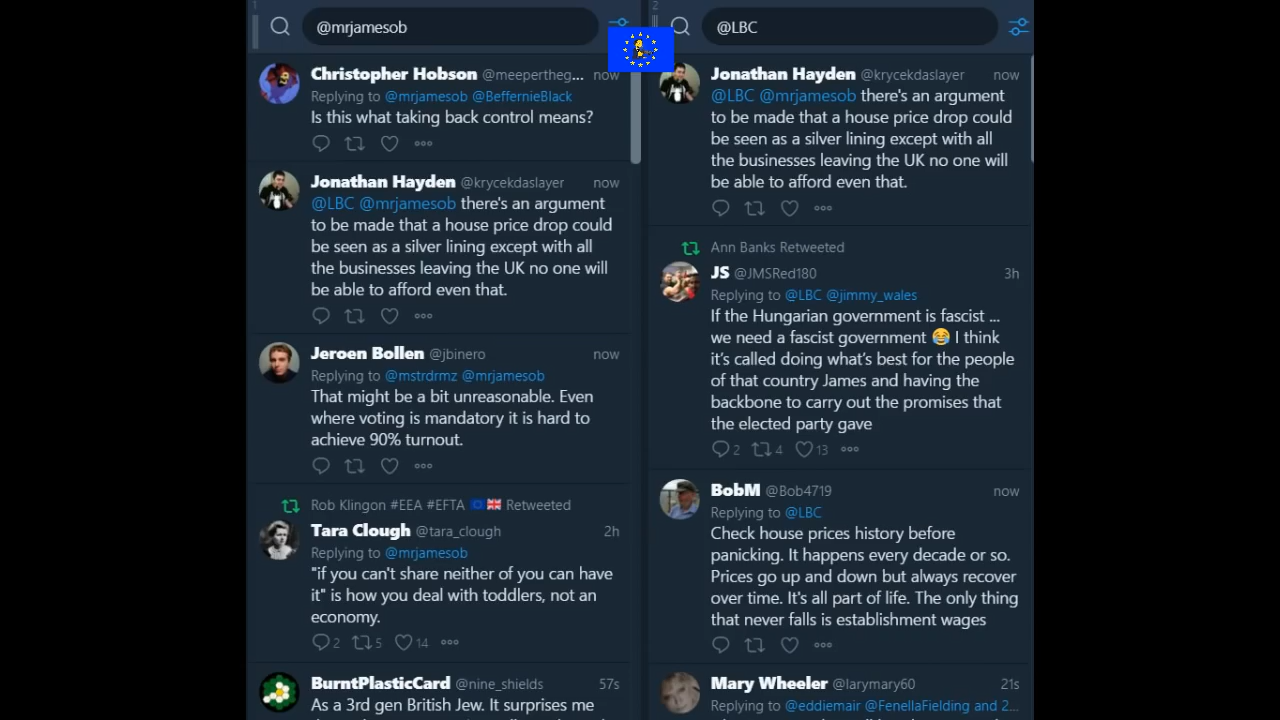 1
@mrjamesob
Christopher Hobson @meepertheg... now
Replying to @mrjamesob @BeffernieBlack
Is this what taking back control means?
Jonathan Hayden @krycekdaslayer now
@LBC @mrjamesob there's an argument
to be made that a house price drop could
be seen as a silver lining except with all
the businesses leaving the UK no one will
be able to afford even that.
Jeroen Bollen @jbinero now
Replying to @mstrdrmz @mrjamesob
That might be a bit unreasonable. Even
where voting is mandatory it is hard to
achieve 90% turnout.
Rob Klingon #EEA #EFTA 🇪🇺🇬🇧 Retweeted
Tara Clough @tara_clough 2h
Replying to @mrjamesob
"if you can't share neither of you can have
it" is how you deal with toddlers, not an
economy.
2 5 14
BurntPlasticCard @nine_shields 57s
As a 3rd gen British Jew. It surprises me
2
@LBC
Jonathan Hayden @krycekdaslayer now
@LBC @mrjamesob there's an argument
to be made that a house price drop could
be seen as a silver lining except with all
the businesses leaving the UK no one will
be able to afford even that.
Ann Banks Retweeted
JS @JMSRed180 3h
Replying to @LBC @jimmy_wales
If the Hungarian government is fascist ...
we need a fascist government 😂 I think
it's called doing what's best for the people
of that country James and having the
backbone to carry out the promises that
the elected party gave
2 4 13
BobM @Bob4719 now
Replying to @LBC
Check house prices history before
panicking. It happens every decade or so.
Prices go up and down but always recover
over time. It's all part of life. The only thing
that never falls is establishment wages
Mary Wheeler @larymary60 21s
Replying to @eddiemair @FenellaFielding and 2...